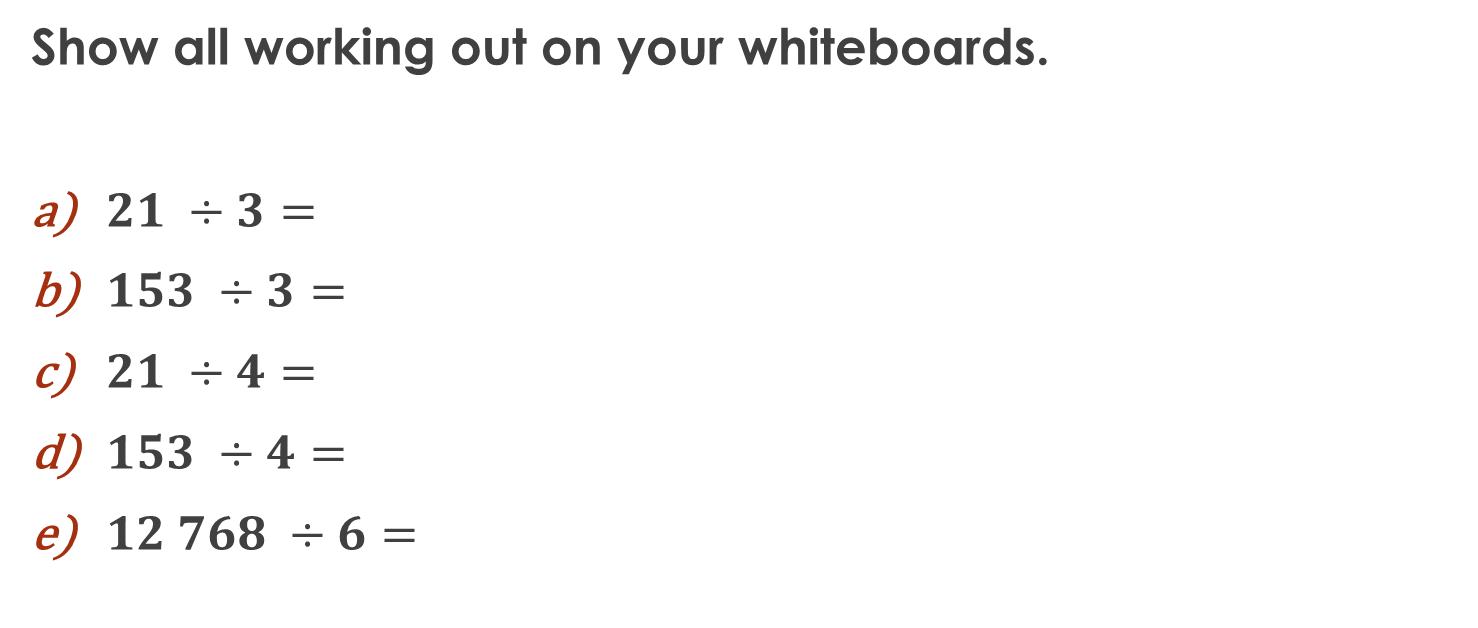 Show all working out on your whiteboards.
a) 21 ÷ 3 =
b) 153 ÷ 3 =
c) 21 ÷ 4 =
d) 153 ÷ 4 =
e) 12 768 ÷ 6 =